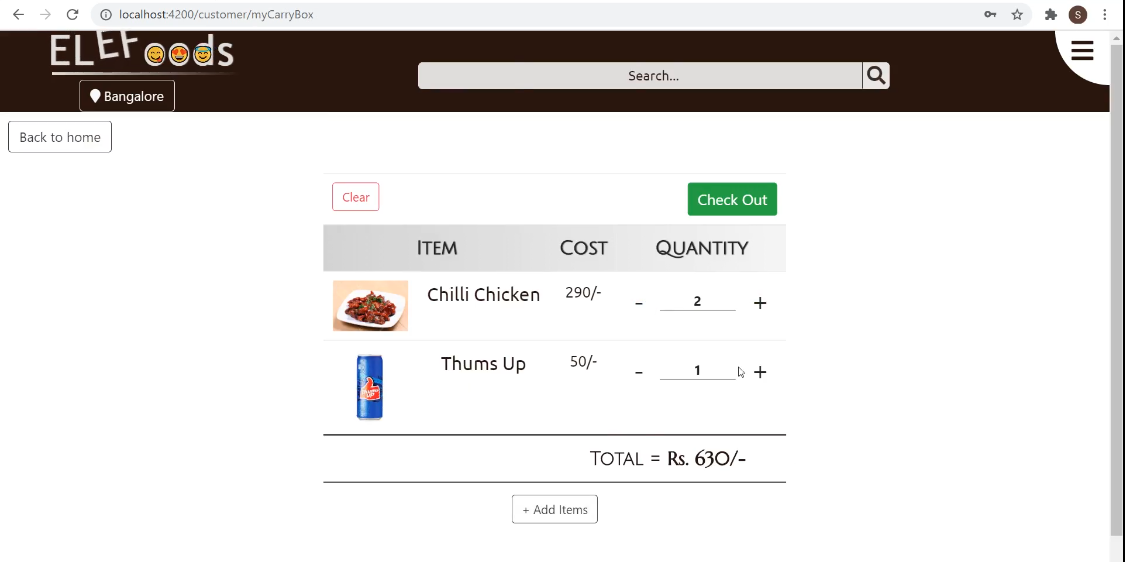 localhost:4200/customer/myCarryBox
S
ELEFoods
Search...
Bangalore
Back to home
Clear
Check Out
Item Cost Quantity
Chilli Chicken 290/- - 2 +
Thums Up 50/- - 1 +
Total = Rs. 630/-
+ Add Items